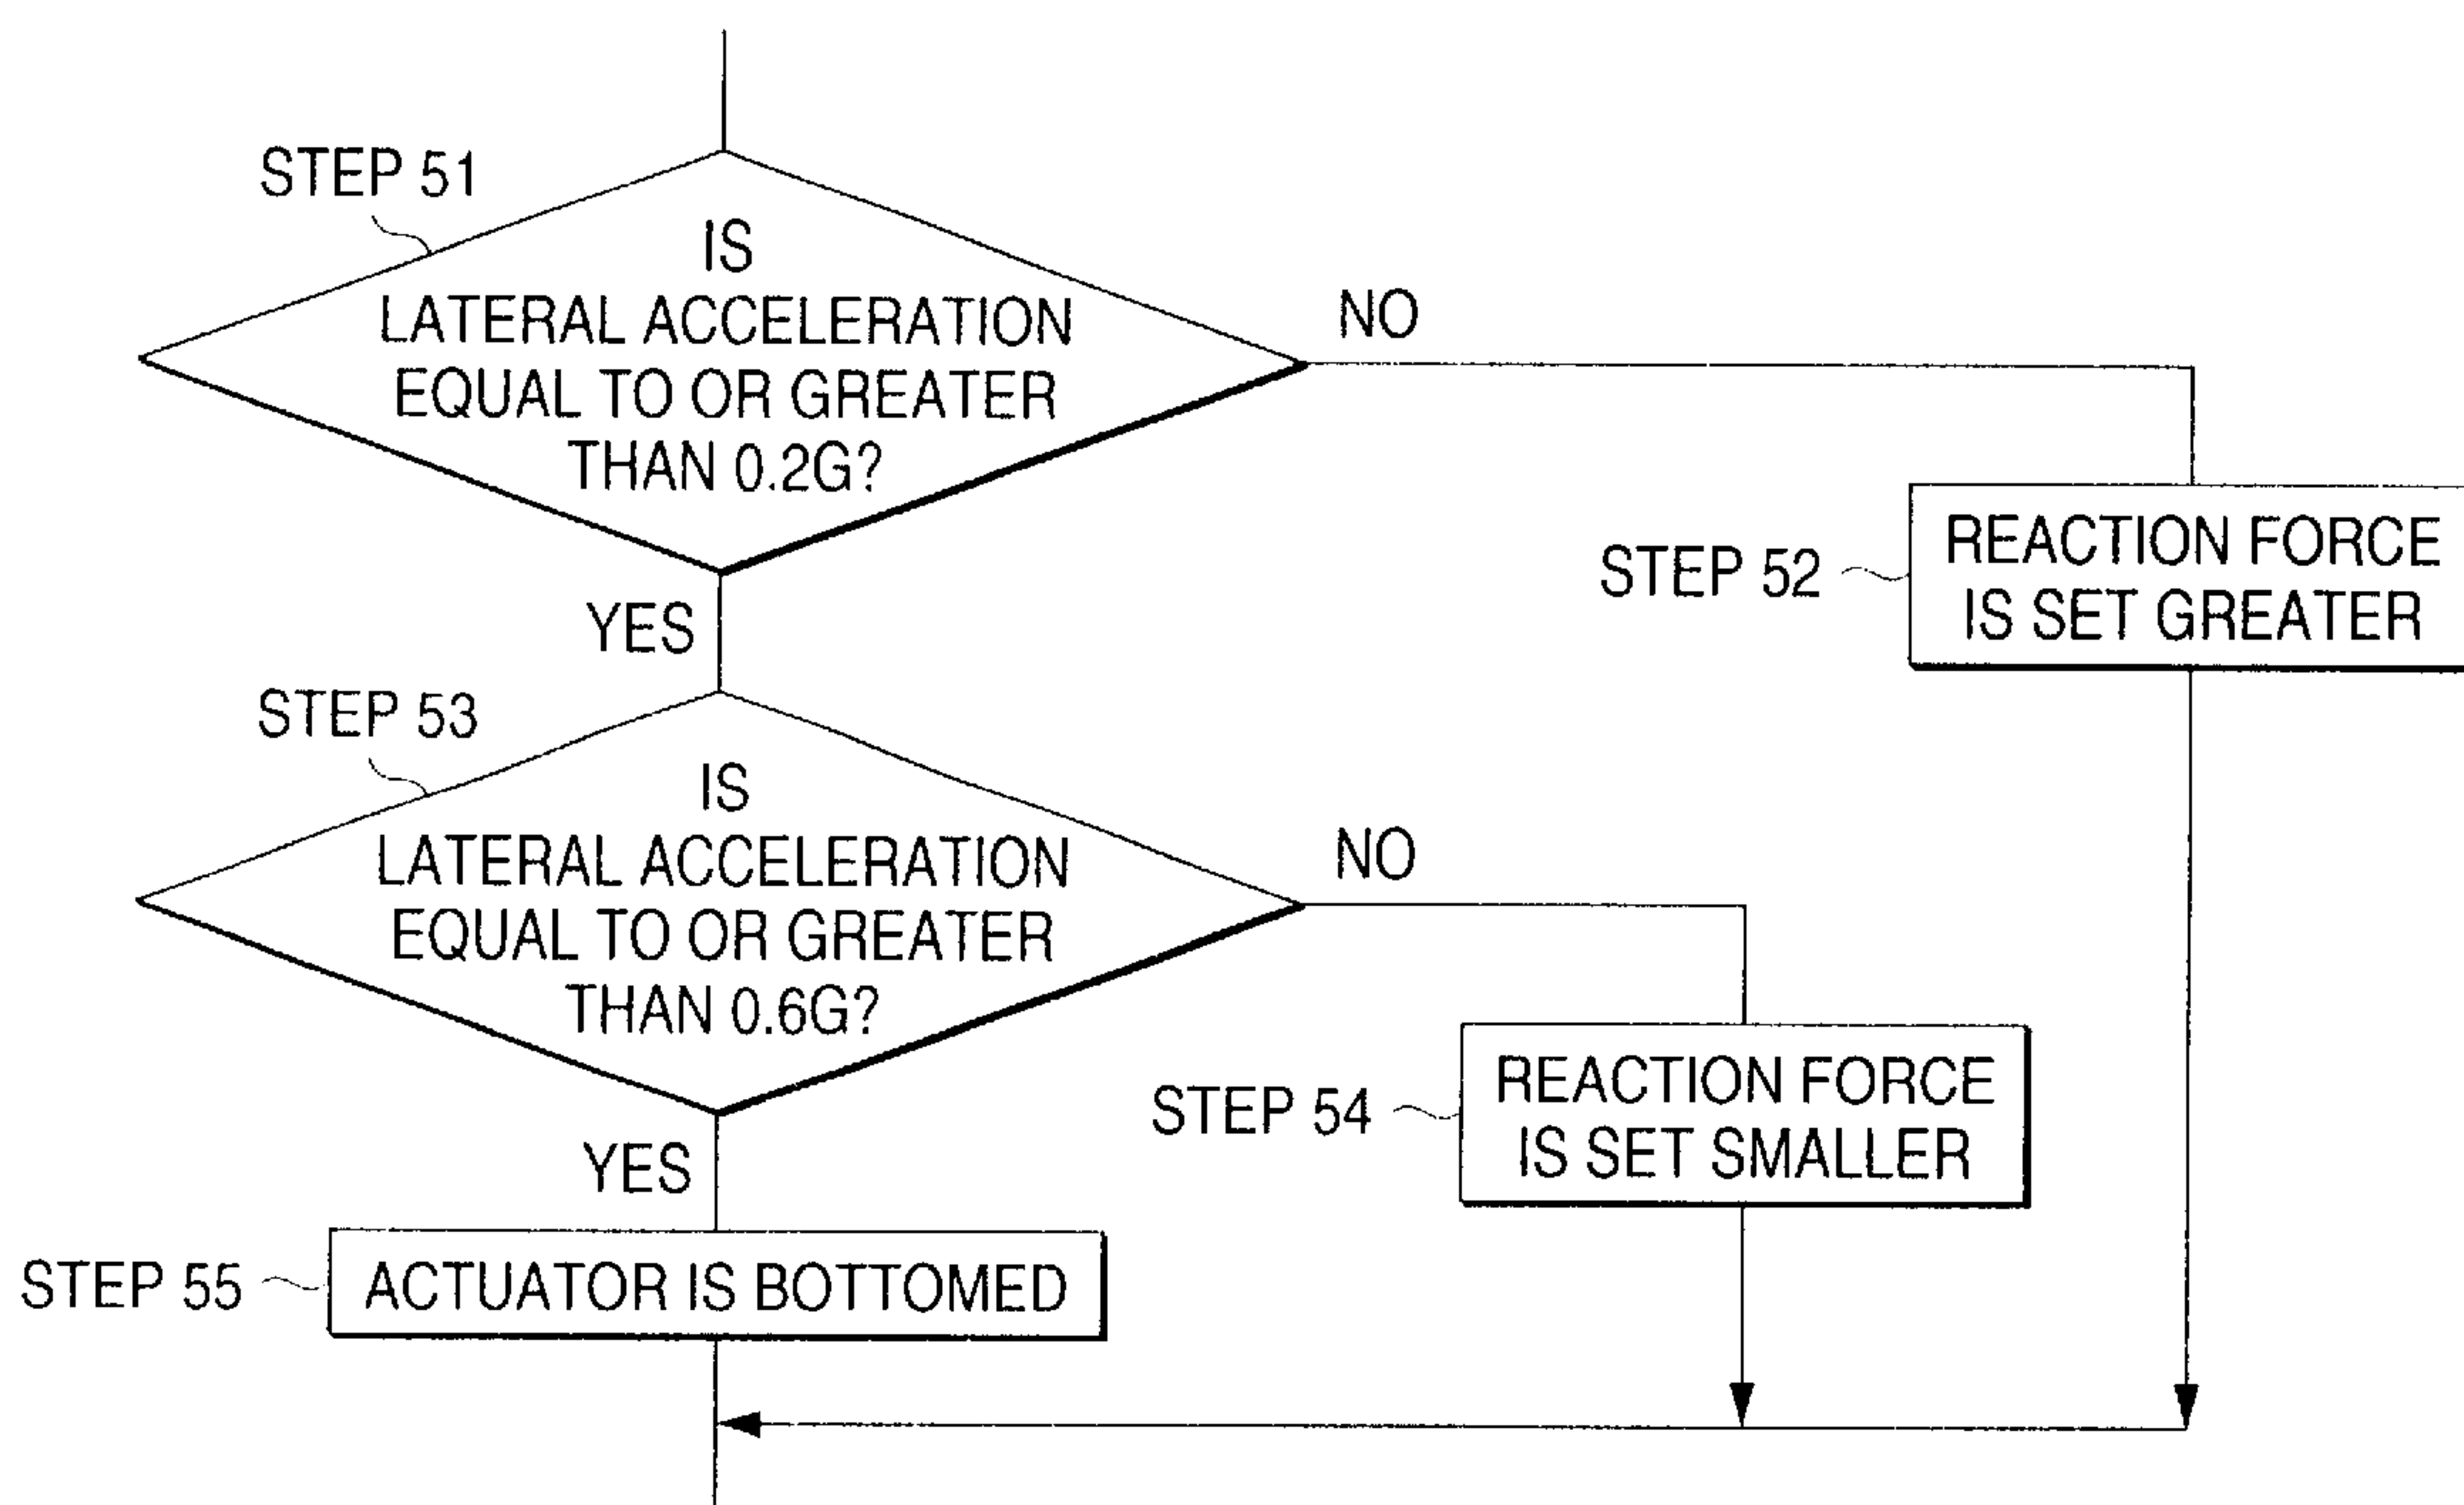 STEP 51
IS
LATERAL ACCELERATION
EQUAL TO OR GREATER
THAN 0.2G?
NO
YES
STEP 52
REACTION FORCE
IS SET GREATER
STEP 53
IS
LATERAL ACCELERATION
EQUAL TO OR GREATER
THAN 0.6G?
NO
YES
STEP 54
REACTION FORCE
IS SET SMALLER
STEP 55
ACTUATOR IS BOTTOMED